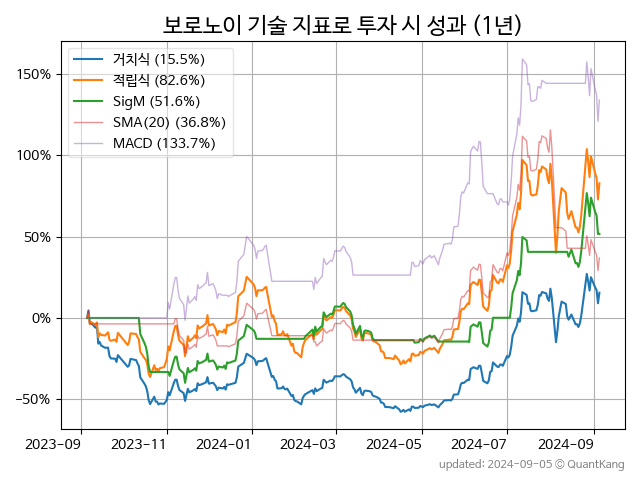 보로노이 기술 지표로 투자 시 성과 (1년)
거치식 (15.5%)
적립식 (82.6%)
SigM (51.6%)
SMA(20) (36.8%)
MACD (133.7%)
150%
100%
50%
0%
−50%
2023-09 2023-11 2024-01 2024-03 2024-05 2024-07 2024-09
updated: 2024-09-05 © QuantKang